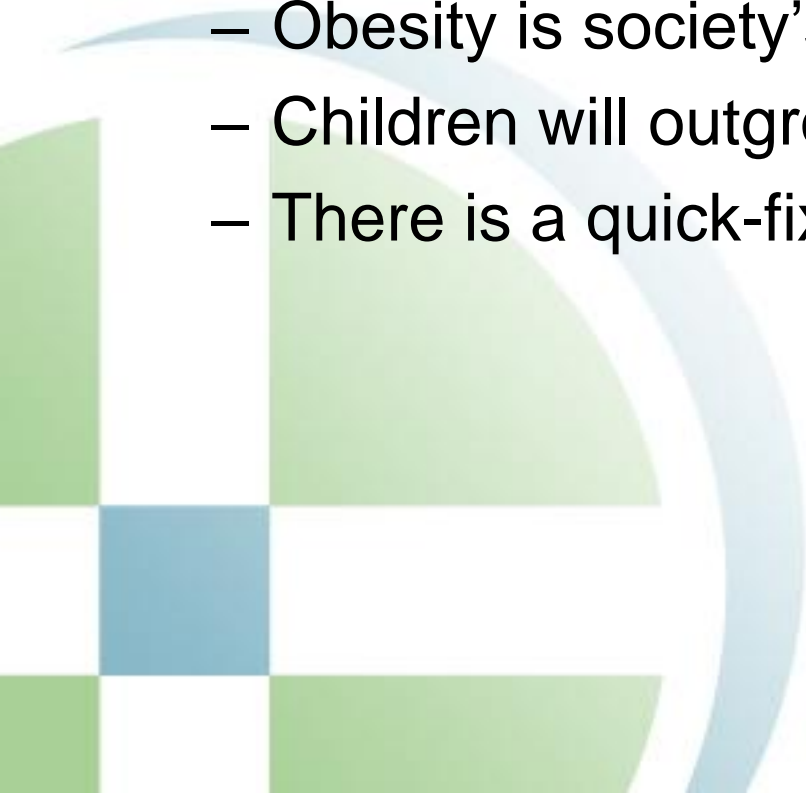 – Obesity is society'
– Children will outgr
– There is a quick-fi